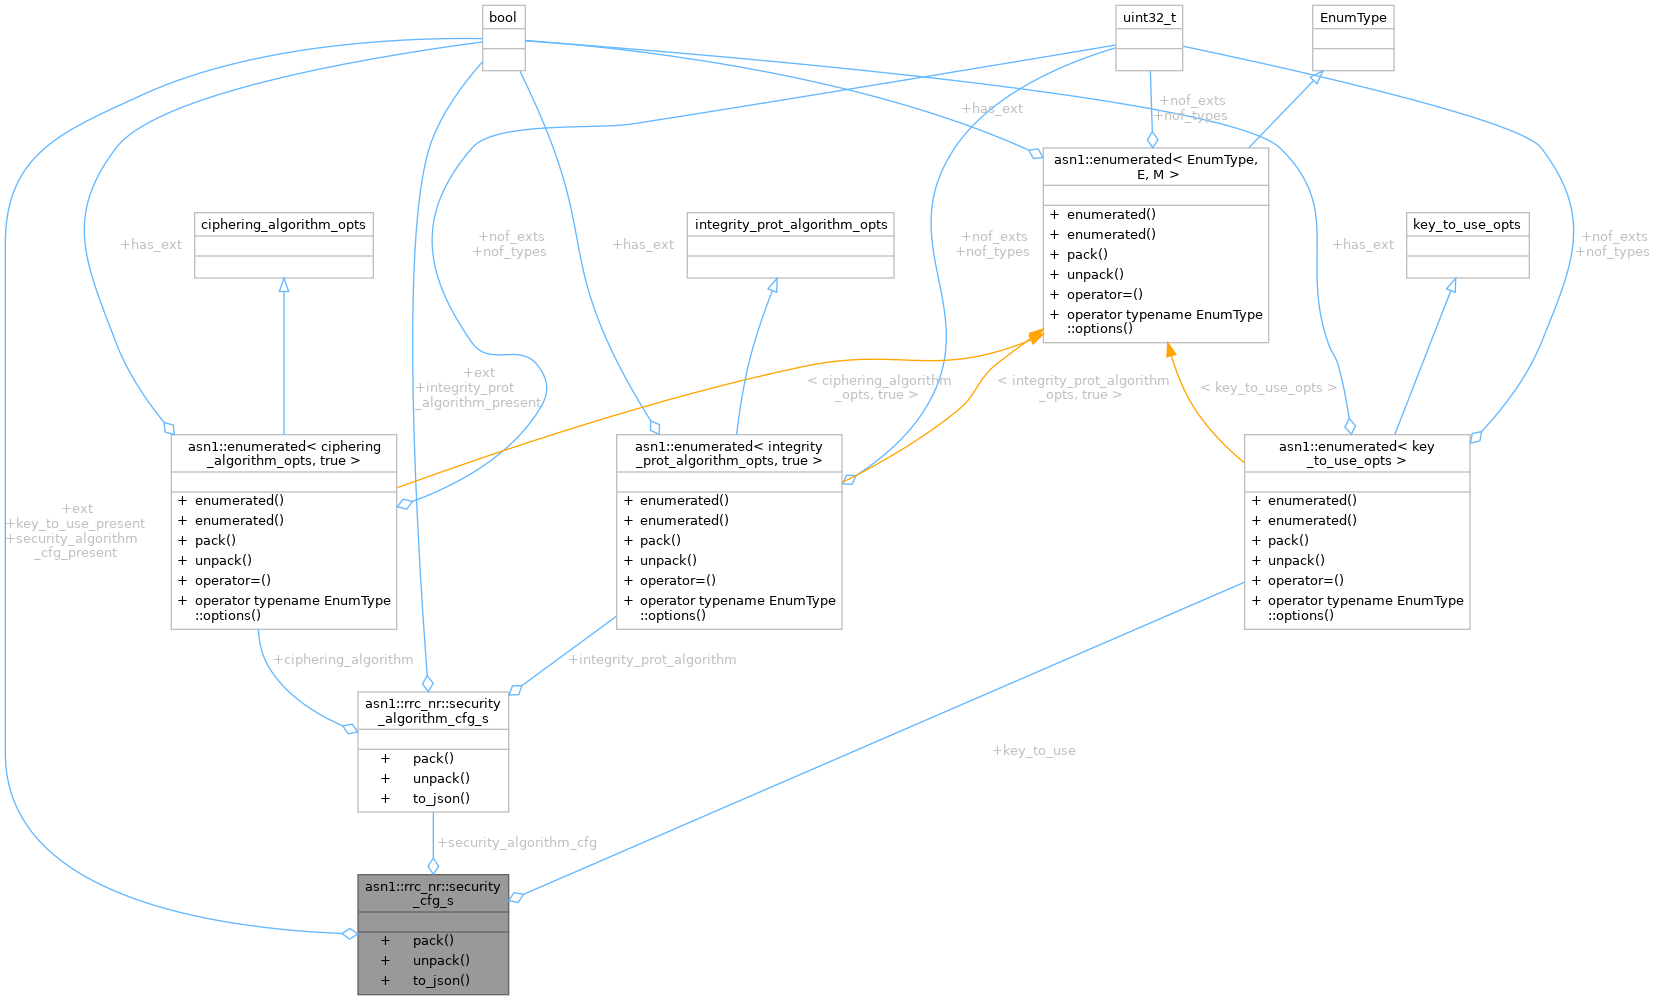 bool
uint32_t
EnumType
+has_ext
+nof_exts
+nof_types
asn1::enumerated< EnumType,
E, M >
+ enumerated()
+ enumerated()
+ pack()
+ unpack()
+ operator=()
+ operator typename EnumType
::options()
ciphering_algorithm_opts
integrity_prot_algorithm_opts
key_to_use_opts
+has_ext
+nof_exts
+nof_types
+has_ext
+nof_exts
+nof_types
+has_ext
+nof_exts
+nof_types
+ext
+integrity_prot
_algorithm_present
< ciphering_algorithm
_opts, true >
< integrity_prot_algorithm
_opts, true >
< key_to_use_opts >
asn1::enumerated< ciphering
_algorithm_opts, true >
+ enumerated()
+ enumerated()
+ pack()
+ unpack()
+ operator=()
+ operator typename EnumType
::options()
asn1::enumerated< integrity
_prot_algorithm_opts, true >
+ enumerated()
+ enumerated()
+ pack()
+ unpack()
+ operator=()
+ operator typename EnumType
::options()
asn1::enumerated< key
_to_use_opts >
+ enumerated()
+ enumerated()
+ pack()
+ unpack()
+ operator=()
+ operator typename EnumType
::options()
+ext
+key_to_use_present
+security_algorithm
_cfg_present
+ciphering_algorithm
+integrity_prot_algorithm
asn1::rrc_nr::security
_algorithm_cfg_s
+ pack()
+ unpack()
+ to_json()
+key_to_use
+security_algorithm_cfg
asn1::rrc_nr::security
_cfg_s
+ pack()
+ unpack()
+ to_json()